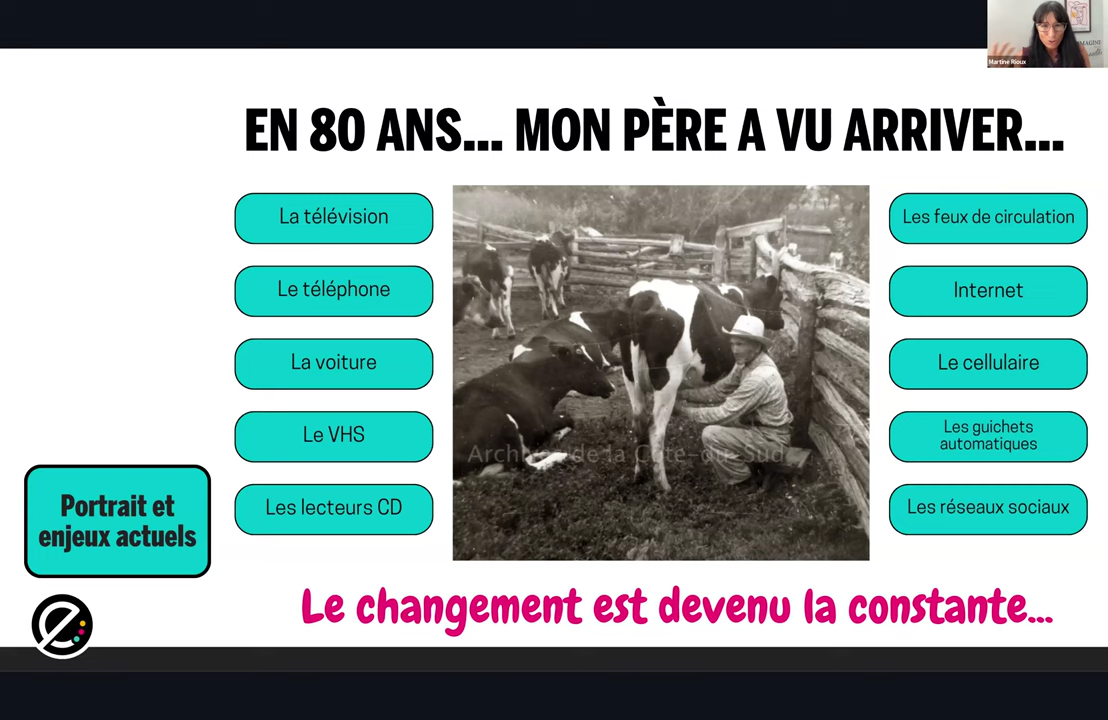 Martine Rioux
EN 80 ANS... MON PÈRE A VU ARRIVER...
La télévision
Le téléphone
La voiture
Le VHS
Les lecteurs CD
Archives de la Côte-du-Sud
Les feux de circulation
Internet
Le cellulaire
Les guichets
automatiques
Les réseaux sociaux
Portrait et
enjeux actuels
Le changement est devenu la constante...